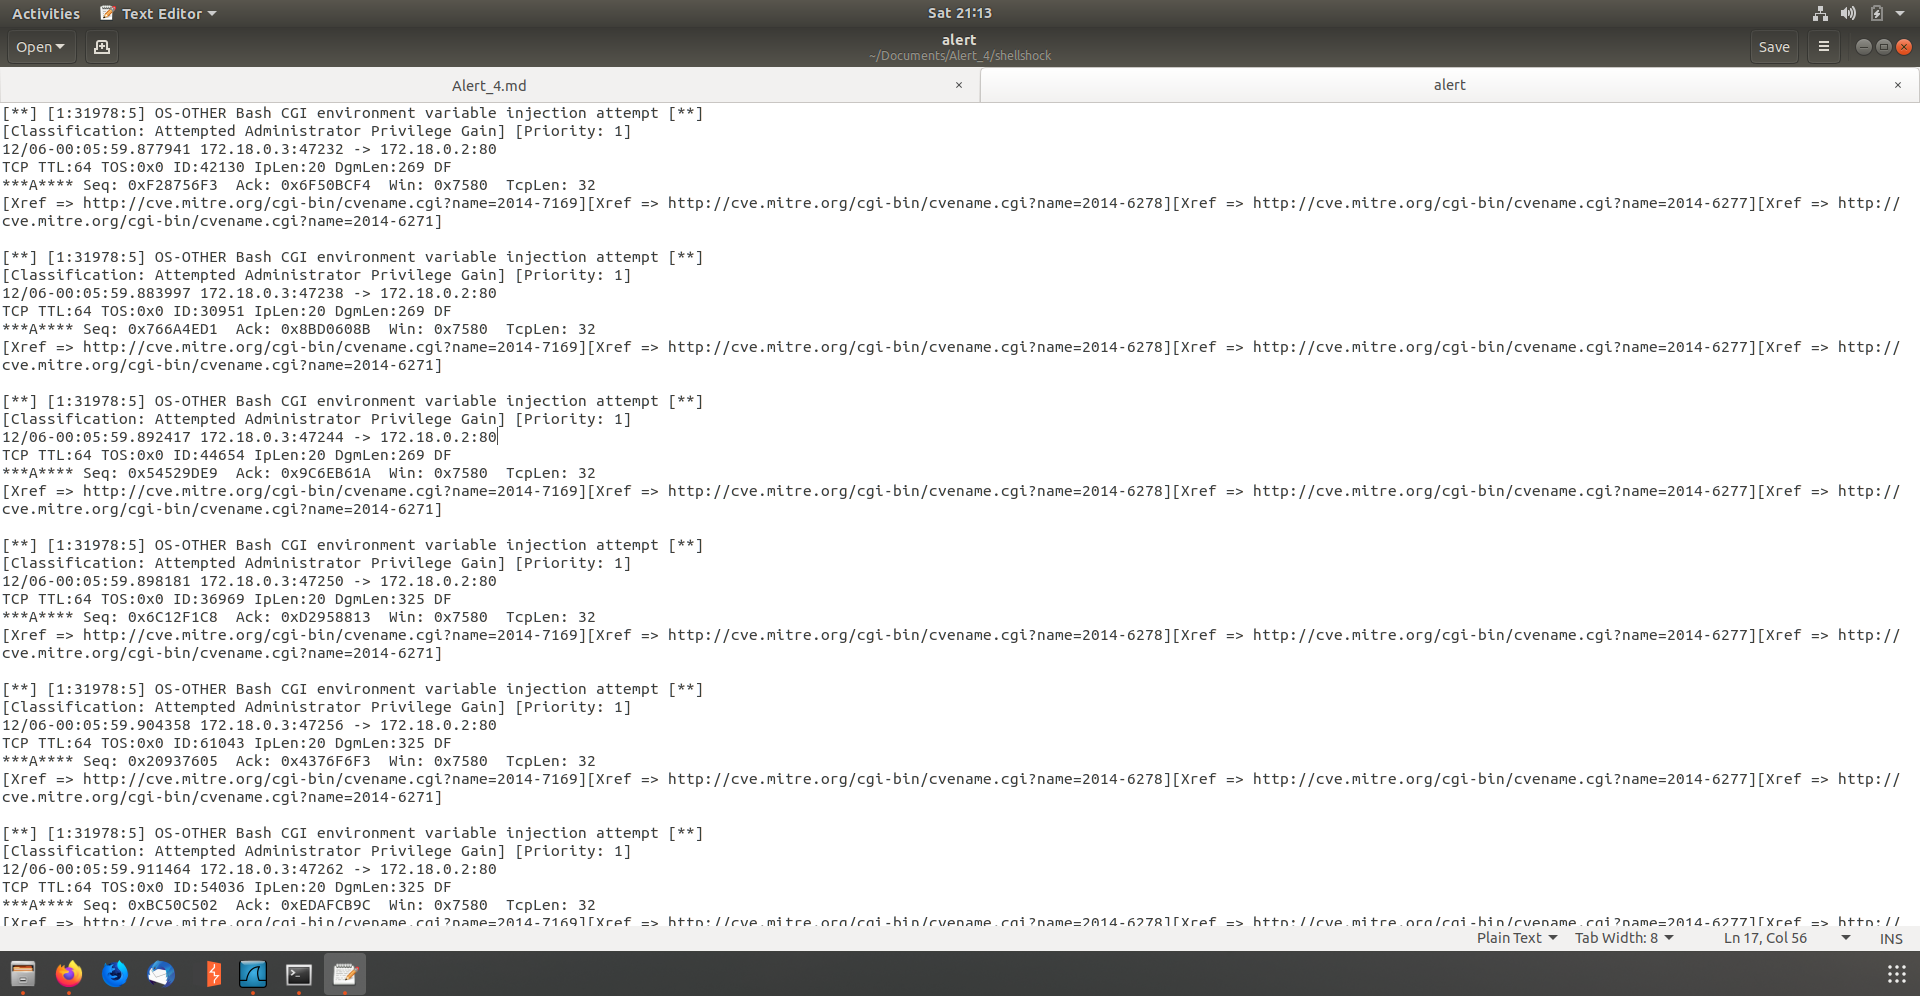 Activities Text Editor Sat 21:13
Open alert Save
~/Documents/Alert_4/shellshock
Alert_4.md × alert ×
[**] [1:31978:5] OS-OTHER Bash CGI environment variable injection attempt [**]
[Classification: Attempted Administrator Privilege Gain] [Priority: 1]
12/06-00:05:59.877941 172.18.0.3:47232 -> 172.18.0.2:80
TCP TTL:64 TOS:0x0 ID:42130 IpLen:20 DgmLen:269 DF
***A**** Seq: 0xF28756F3  Ack: 0x6F50BCF4  Win: 0x7580  TcpLen: 32
[Xref => http://cve.mitre.org/cgi-bin/cvename.cgi?name=2014-7169][Xref => http://cve.mitre.org/cgi-bin/cvename.cgi?name=2014-6278][Xref => http://cve.mitre.org/cgi-bin/cvename.cgi?name=2014-6277][Xref => http://
cve.mitre.org/cgi-bin/cvename.cgi?name=2014-6271]
[**] [1:31978:5] OS-OTHER Bash CGI environment variable injection attempt [**]
[Classification: Attempted Administrator Privilege Gain] [Priority: 1]
12/06-00:05:59.883997 172.18.0.3:47238 -> 172.18.0.2:80
TCP TTL:64 TOS:0x0 ID:30951 IpLen:20 DgmLen:269 DF
***A**** Seq: 0x766A4ED1  Ack: 0x8BD0608B  Win: 0x7580  TcpLen: 32
[Xref => http://cve.mitre.org/cgi-bin/cvename.cgi?name=2014-7169][Xref => http://cve.mitre.org/cgi-bin/cvename.cgi?name=2014-6278][Xref => http://cve.mitre.org/cgi-bin/cvename.cgi?name=2014-6277][Xref => http://
cve.mitre.org/cgi-bin/cvename.cgi?name=2014-6271]
[**] [1:31978:5] OS-OTHER Bash CGI environment variable injection attempt [**]
[Classification: Attempted Administrator Privilege Gain] [Priority: 1]
12/06-00:05:59.892417 172.18.0.3:47244 -> 172.18.0.2:80
TCP TTL:64 TOS:0x0 ID:44654 IpLen:20 DgmLen:269 DF
***A**** Seq: 0x54529DE9  Ack: 0x9C6EB61A  Win: 0x7580  TcpLen: 32
[Xref => http://cve.mitre.org/cgi-bin/cvename.cgi?name=2014-7169][Xref => http://cve.mitre.org/cgi-bin/cvename.cgi?name=2014-6278][Xref => http://cve.mitre.org/cgi-bin/cvename.cgi?name=2014-6277][Xref => http://
cve.mitre.org/cgi-bin/cvename.cgi?name=2014-6271]
[**] [1:31978:5] OS-OTHER Bash CGI environment variable injection attempt [**]
[Classification: Attempted Administrator Privilege Gain] [Priority: 1]
12/06-00:05:59.898181 172.18.0.3:47250 -> 172.18.0.2:80
TCP TTL:64 TOS:0x0 ID:36969 IpLen:20 DgmLen:325 DF
***A**** Seq: 0x6C12F1C8  Ack: 0xD2958813  Win: 0x7580  TcpLen: 32
[Xref => http://cve.mitre.org/cgi-bin/cvename.cgi?name=2014-7169][Xref => http://cve.mitre.org/cgi-bin/cvename.cgi?name=2014-6278][Xref => http://cve.mitre.org/cgi-bin/cvename.cgi?name=2014-6277][Xref => http://
cve.mitre.org/cgi-bin/cvename.cgi?name=2014-6271]
[**] [1:31978:5] OS-OTHER Bash CGI environment variable injection attempt [**]
[Classification: Attempted Administrator Privilege Gain] [Priority: 1]
12/06-00:05:59.904358 172.18.0.3:47256 -> 172.18.0.2:80
TCP TTL:64 TOS:0x0 ID:61043 IpLen:20 DgmLen:325 DF
***A**** Seq: 0x20937605  Ack: 0x4376F6F3  Win: 0x7580  TcpLen: 32
[Xref => http://cve.mitre.org/cgi-bin/cvename.cgi?name=2014-7169][Xref => http://cve.mitre.org/cgi-bin/cvename.cgi?name=2014-6278][Xref => http://cve.mitre.org/cgi-bin/cvename.cgi?name=2014-6277][Xref => http://
cve.mitre.org/cgi-bin/cvename.cgi?name=2014-6271]
[**] [1:31978:5] OS-OTHER Bash CGI environment variable injection attempt [**]
[Classification: Attempted Administrator Privilege Gain] [Priority: 1]
12/06-00:05:59.911464 172.18.0.3:47262 -> 172.18.0.2:80
TCP TTL:64 TOS:0x0 ID:54036 IpLen:20 DgmLen:325 DF
***A**** Seq: 0xBC50C502  Ack: 0xEDAFCB9C  Win: 0x7580  TcpLen: 32
[Xref => http://cve.mitre.org/cgi-bin/cvename.cgi?name=2014-7169][Xref => http://cve.mitre.org/cgi-bin/cvename.cgi?name=2014-6278][Xref => http://cve.mitre.org/cgi-bin/cvename.cgi?name=2014-6277][Xref => http://
Plain Text Tab Width: 8 Ln 17, Col 56 INS